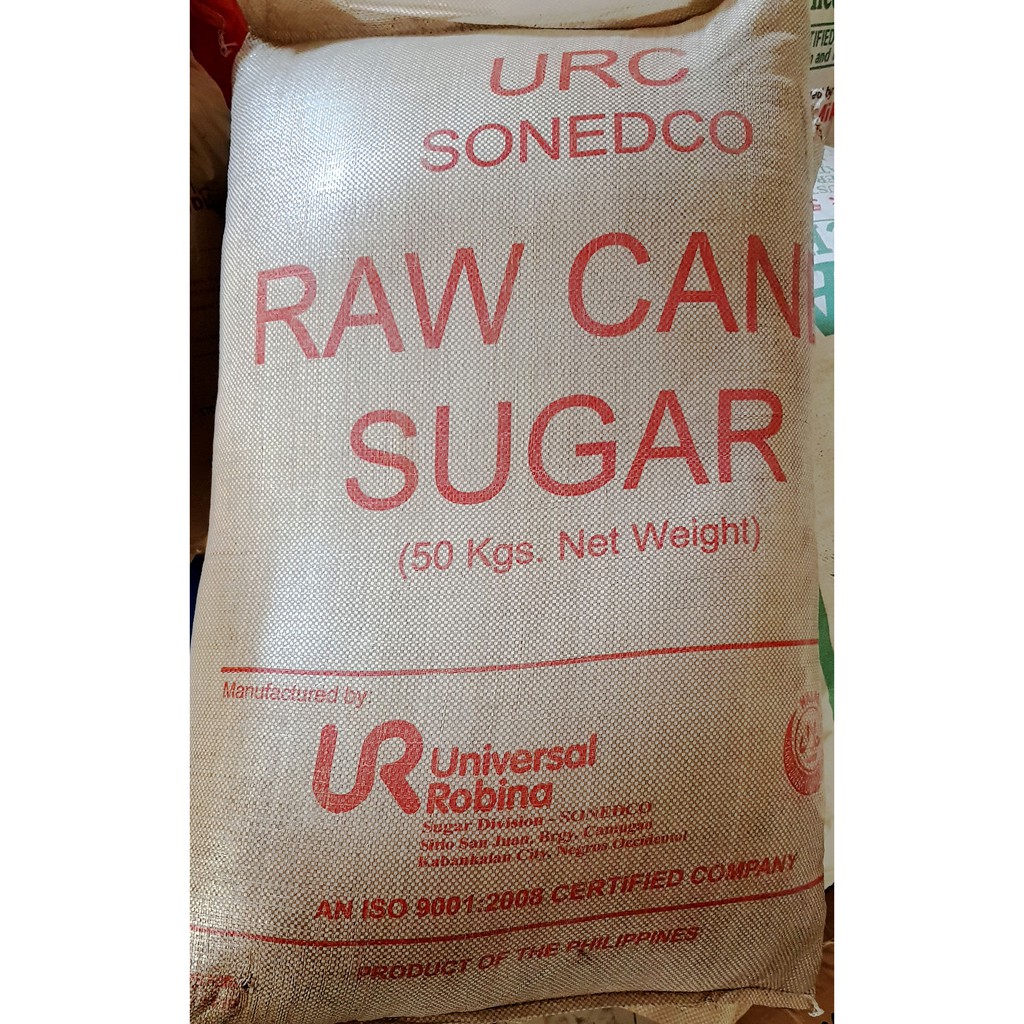 URC
SONEDCO
RAW CAN
SUGAR
(50 Kgs. Net Weight)
Manufactured by:
UR Universal
Robina
Sugar Division - SONEDCO
Sitio San Juan, Brgy. Camugao
Kabankalan City, Negros Occidental
AN ISO 9001:2008 CERTIFIED COMPANY
PRODUCT OF THE PHILIPPINES